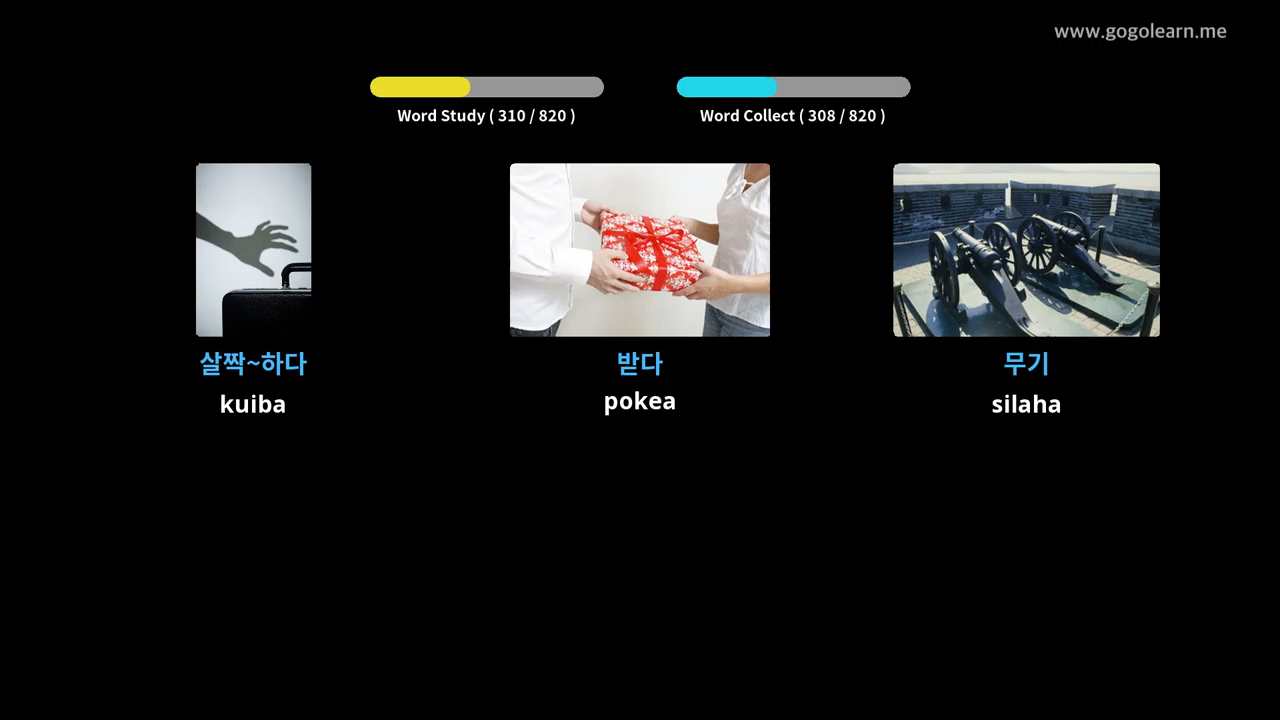 www.gogolearn.me
Word Study ( 310 / 820 )
Word Collect ( 308 / 820 )
살짝~하다
kuiba
받다
pokea
무기
silaha